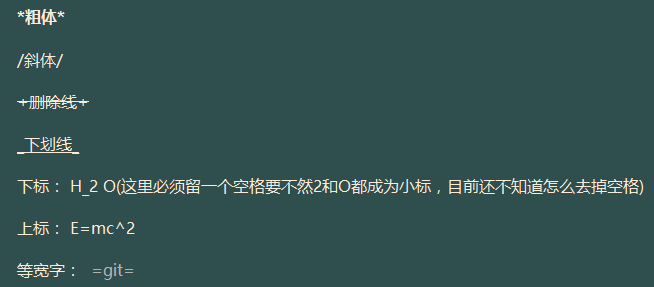 *粗体*
/斜体/
+删除线+
_下划线_
下标： H_2 O(这里必须留一个空格要不然2和O都成为小标，目前还不知道怎么去掉空格)
上标： E=mc^2
等宽字： =git=